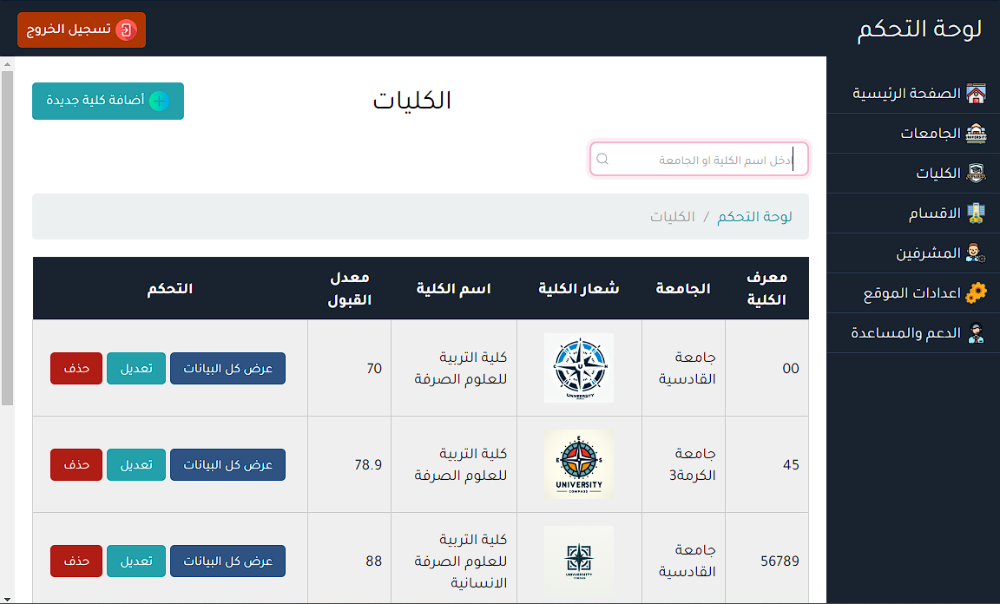 لوحة التحكم
تسجيل الخروج
الصفحة الرئيسية
الجامعات
الكليات
الاقسام
المشرفين
اعدادات الموقع
الدعم والمساعدة
الكليات
أضافة كلية جديدة
ادخل اسم الكلية او الجامعة
لوحة التحكم / الكليات
معرف الكلية
الجامعة
شعار الكلية
اسم الكلية
معدل القبول
التحكم
00
جامعة
القادسية
UNIVERSITY
كلية التربية
للعلوم الصرفة
70
عرض كل البيانات
تعديل
حذف
45
جامعة
الكرمة3
UNIVERSITY
COMPASS
كلية التربية
للعلوم الصرفة
78.9
عرض كل البيانات
تعديل
حذف
56789
جامعة
القادسية
كلية التربية
للعلوم الصرفة
الانسانية
88
عرض كل البيانات
تعديل
حذف